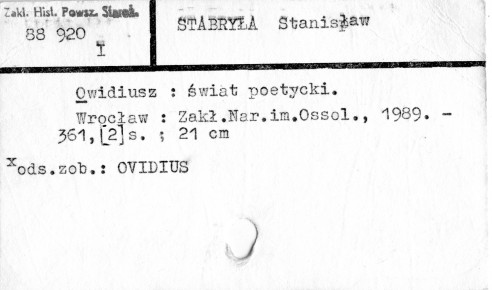 Zakł. Hist. Powsz. Staroż.
88 920
I
STABRYŁA Stanisław
Owidiusz : świat poetycki.
Wrocław : Zakł.Nar.im.Ossol., 1989. -
361,[2]s. ; 21 cm
xods.zob.: OVIDIUS